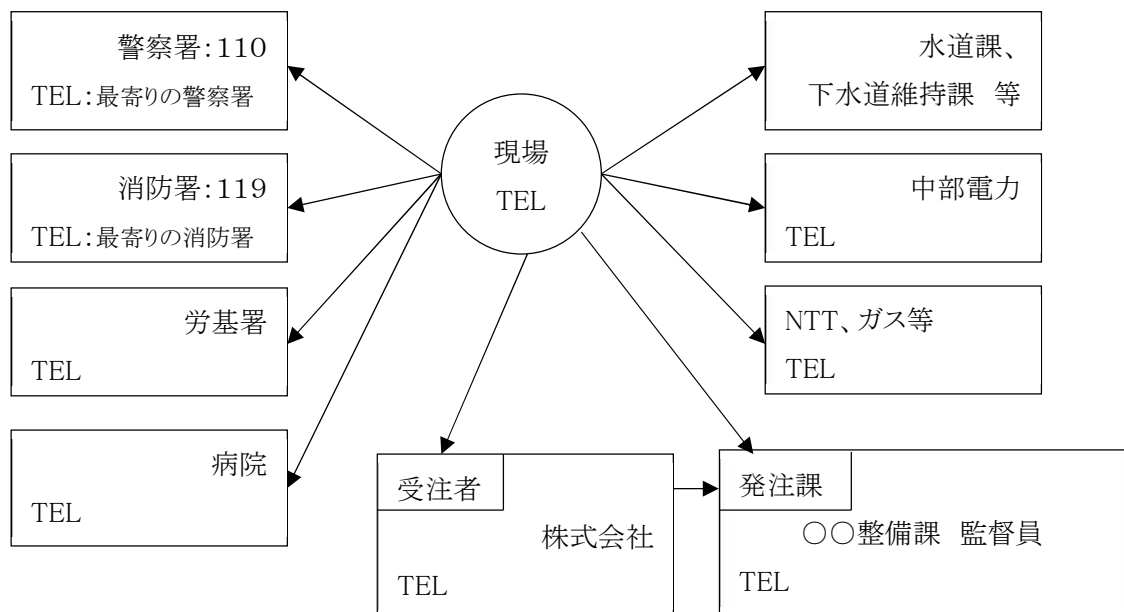 警察署:110
TEL:最寄りの警察署
消防署:119
TEL:最寄りの消防署
労基署
TEL
病院
TEL
現場
TEL
水道課、
下水道維持課 等
中部電力
TEL
NTT、ガス等
TEL
受注者
株式会社
TEL
発注課
○○整備課 監督員
TEL